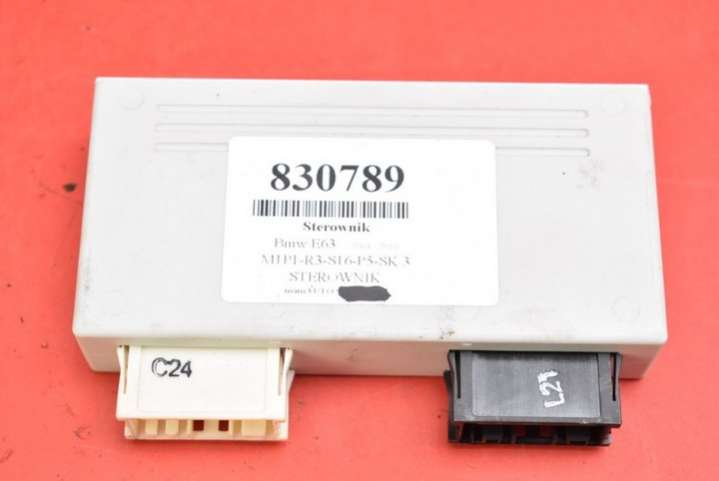 830789
Sterownik
Bmw E63
M1P1-R3-S16-P5-SK 3
STEROWNIK
C24
L27